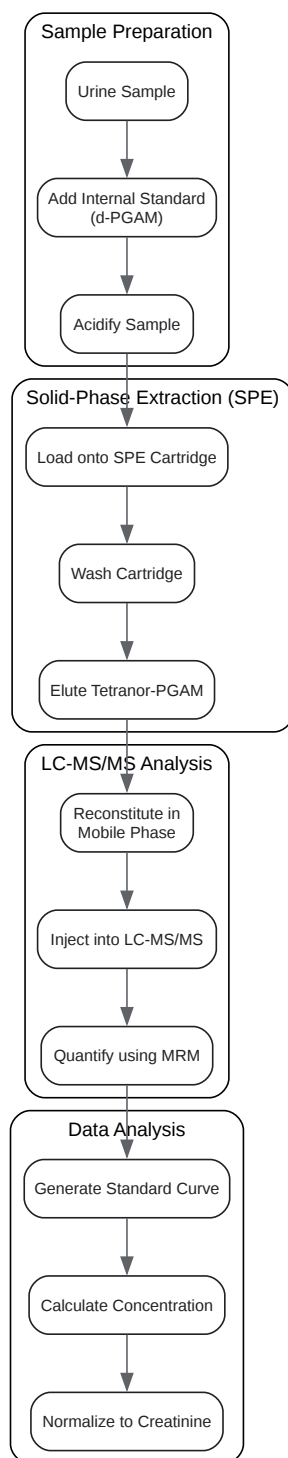 Sample Preparation
Urine Sample
Add Internal Standard
(d-PGAM)
Acidify Sample
Solid-Phase Extraction (SPE)
Load onto SPE Cartridge
Wash Cartridge
Elute Tetranor-PGAM
LC-MS/MS Analysis
Reconstitute in
Mobile Phase
Inject into LC-MS/MS
Quantify using MRM
Data Analysis
Generate Standard Curve
Calculate Concentration
Normalize to Creatinine